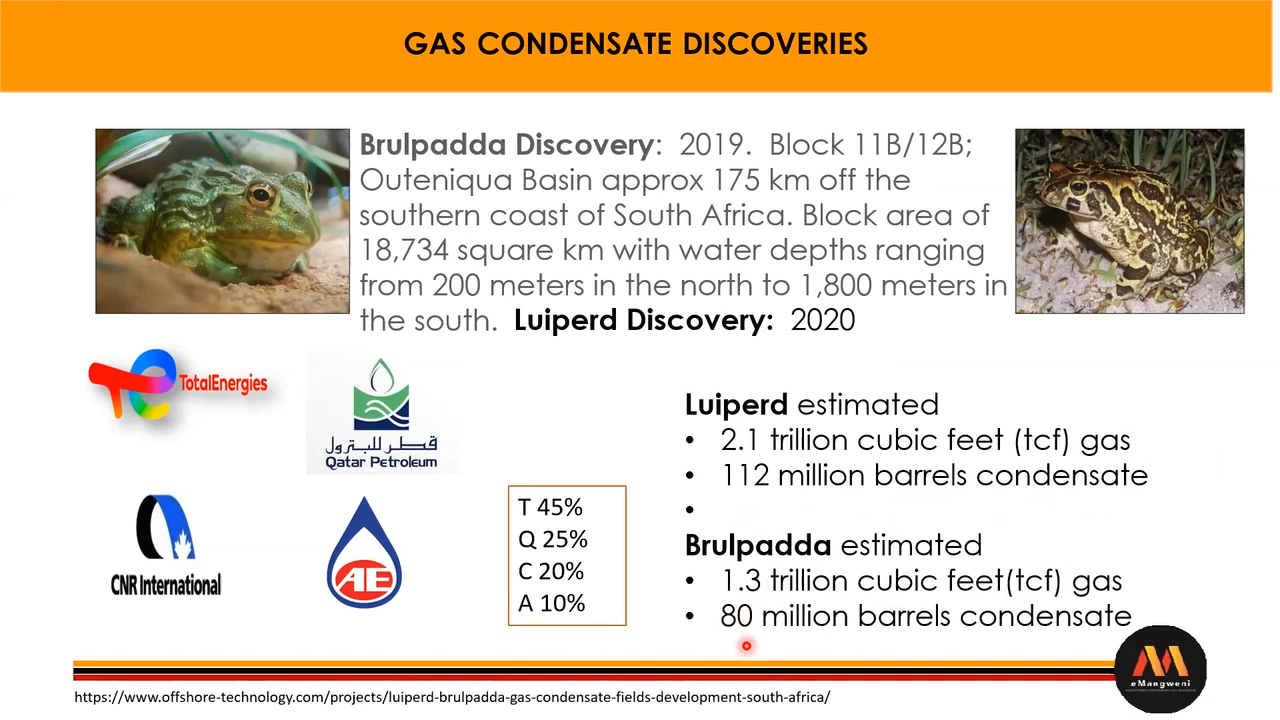 GAS CONDENSATE DISCOVERIES
Brulpadda Discovery: 2019. Block 11B/12B;
Outeniqua Basin approx 175 km off the
southern coast of South Africa. Block area of
18,734 square km with water depths ranging
from 200 meters in the north to 1,800 meters in
the south. Luiperd Discovery: 2020
TotalEnergies
قطر للبترول
Qatar Petroleum
CNR International
AE
T 45%
Q 25%
C 20%
A 10%
Luiperd estimated
• 2.1 trillion cubic feet (tcf) gas
• 112 million barrels condensate
•
Brulpadda estimated
• 1.3 trillion cubic feet(tcf) gas
• 80 million barrels condensate
eMangweni
https://www.offshore-technology.com/projects/luiperd-brulpadda-gas-condensate-fields-development-south-africa/